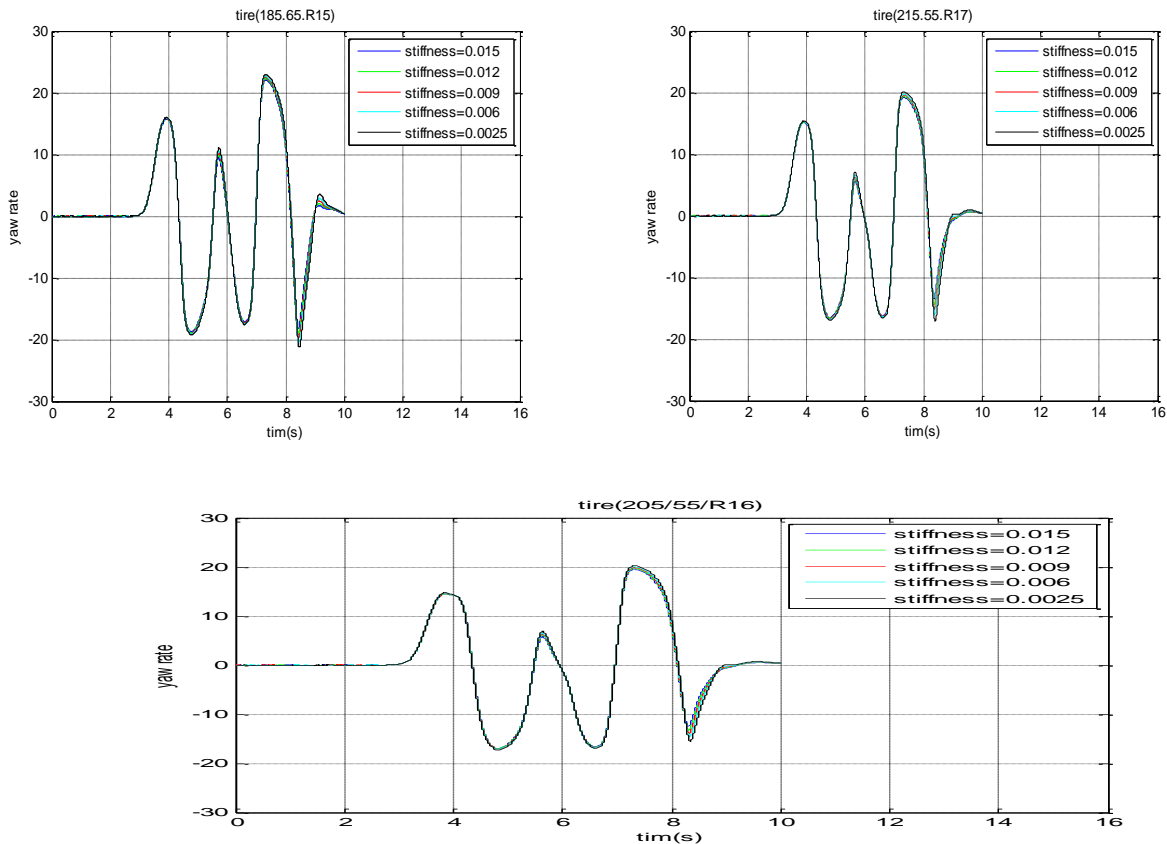 tire(185.65.R15)
30
20
10
0
-10
-20
-30
yaw rate
stiffness=0.015
stiffness=0.012
stiffness=0.009
stiffness=0.006
stiffness=0.0025
0 2 4 6 8 10 12 14 16
tim(s)
tire(215.55.R17)
30
20
10
0
-10
-20
-30
yaw rate
stiffness=0.015
stiffness=0.012
stiffness=0.009
stiffness=0.006
stiffness=0.0025
0 2 4 6 8 10 12 14 16
tim(s)
tire(205/55/R16)
30
20
10
0
-10
-20
-30
yaw rate
stiffness=0.015
stiffness=0.012
stiffness=0.009
stiffness=0.006
stiffness=0.0025
0 2 4 6 8 10 12 14 16
tim(s)